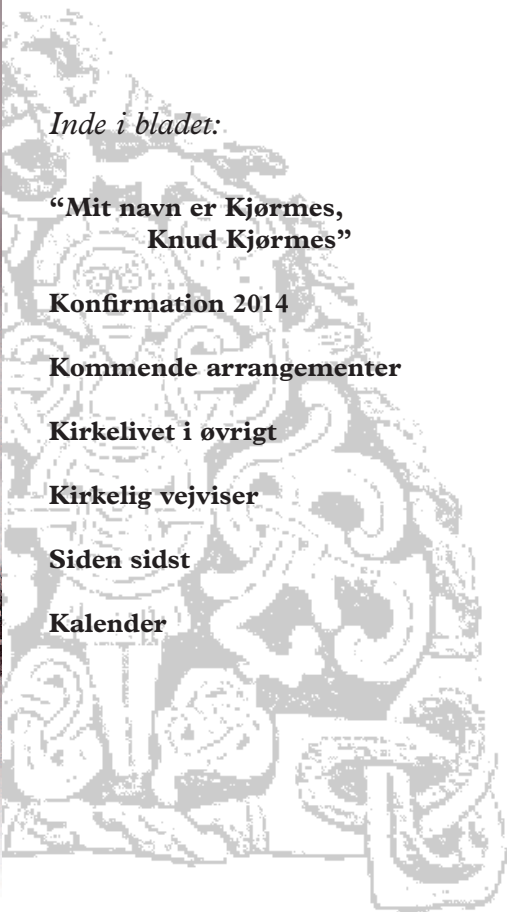 Inde i bladet:
“Mit navn er Kjørmes,
Knud Kjørmes”
Konfirmation 2014
Kommende arrangementer
Kirkelivet i øvrigt
Kirkelig vejviser
Siden sidst
Kalender